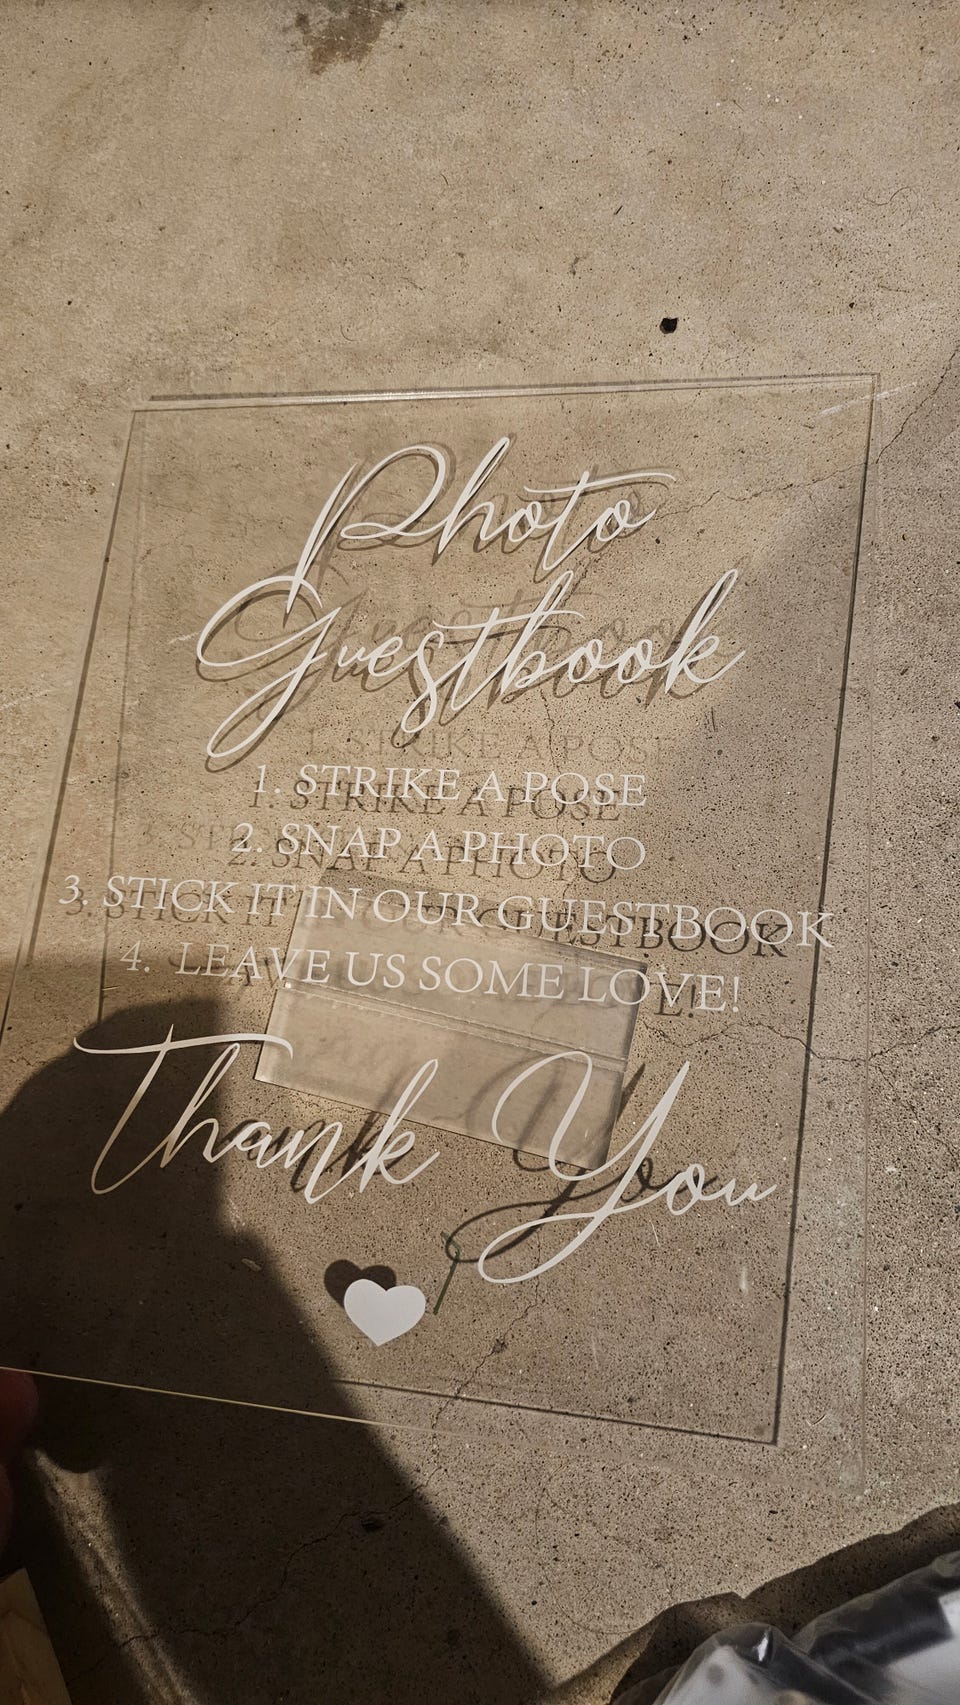 Photo
Guestbook
1. STRIKE A POSE
2. SNAP A PHOTO
3. STICK IT IN OUR GUESTBOOK
4. LEAVE US SOME LOVE!
Thank You